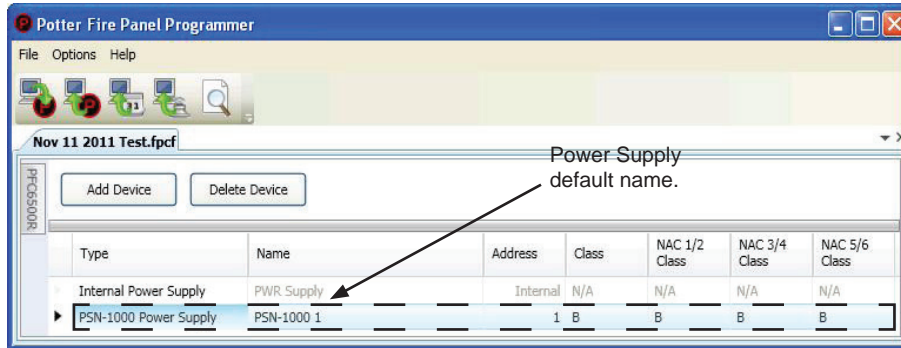 Potter Fire Panel Programmer
File Options Help
31
Nov 11 2011 Test.fpcf
Power Supply
default name.
PFC6500R
Add Device Delete Device
Type Name Address Class NAC 1/2 Class NAC 3/4 Class NAC 5/6 Class
Internal Power Supply PWR Supply Internal N/A N/A N/A N/A
PSN-1000 Power Supply PSN-1000 1 1 B B B B